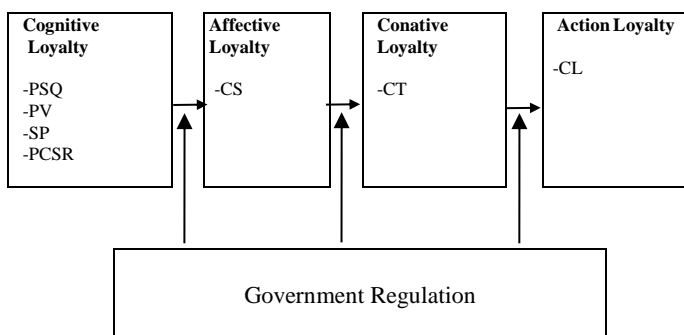 Cognitive
Loyalty
-PSQ
-PV
-SP
-PCSR
Affective
Loyalty
-CS
Conative
Loyalty
-CT
Action Loyalty
-CL
Government Regulation